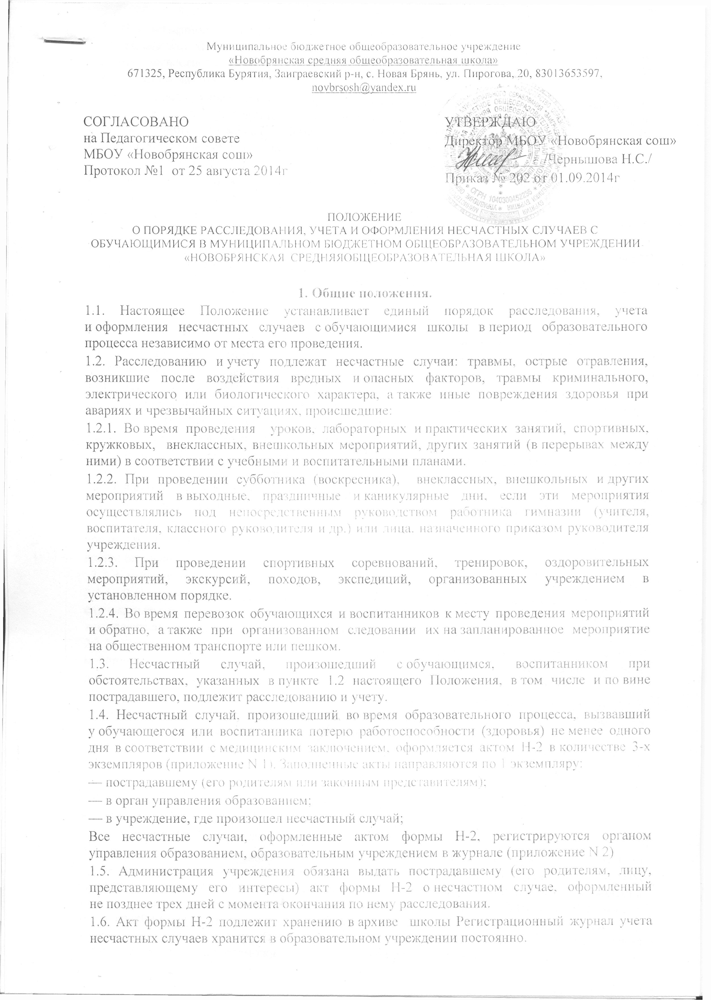 Муниципальное бюджетное общеобразовательное учреждение
«Новобрянская средняя общеобразовательная школа»
671325, Республика Бурятия, Заиграевский р-н, с. Новая Брянь, ул. Пирогова, 20, 83013653597,
novbrsosh@yandex.ru
СОГЛАСОВАНО
на Педагогическом совете
МБОУ «Новобрянская сош»
Протокол №1 от 25 августа 2014г
УТВЕРЖДАЮ
Директор МБОУ «Новобрянская сош»
/Чернышова Н.С./
Приказ № 202 от 01.09.2014г
* ОГРН 1040300452235 *
ПОЛОЖЕНИЕ
О ПОРЯДКЕ РАССЛЕДОВАНИЯ, УЧЕТА И ОФОРМЛЕНИЯ НЕСЧАСТНЫХ СЛУЧАЕВ С
ОБУЧАЮЩИМИСЯ В МУНИЦИПАЛЬНОМ БЮДЖЕТНОМ ОБЩЕОБРАЗОВАТЕЛЬНОМ УЧРЕЖДЕНИИ
«НОВОБРЯНСКАЯ СРЕДНЯЯОБЩЕОБРАЗОВАТЕЛЬНАЯ ШКОЛА»
1. Общие положения.
1.1. Настоящее Положение устанавливает единый порядок расследования, учета
и оформления несчастных случаев с обучающимися школы в период образовательного
процесса независимо от места его проведения.
1.2. Расследованию и учету подлежат несчастные случаи: травмы, острые отравления,
возникшие после воздействия вредных и опасных факторов, травмы криминального,
электрического или биологического характера, а также иные повреждения здоровья при
авариях и чрезвычайных ситуациях, происшедшие:
1.2.1. Во время проведения уроков, лабораторных и практических занятий, спортивных,
кружковых, внеклассных, внешкольных мероприятий, других занятий (в перерывах между
ними) в соответствии с учебными и воспитательными планами.
1.2.2. При проведении субботника (воскресника), внеклассных, внешкольных и других
мероприятий в выходные, праздничные и каникулярные дни, если эти мероприятия
осуществлялись под непосредственным руководством работника гимназии (учителя,
воспитателя, классного руководителя и др.) или лица, назначенного приказом руководителя
учреждения.
1.2.3. При проведении спортивных соревнований, тренировок, оздоровительных
мероприятий, экскурсий, походов, экспедиций, организованных учреждением в
установленном порядке.
1.2.4. Во время перевозок обучающихся и воспитанников к месту проведения мероприятий
и обратно, а также при организованном следовании их на запланированное мероприятие
на общественном транспорте или пешком.
1.3. Несчастный случай, произошедший с обучающимся, воспитанником при
обстоятельствах, указанных в пункте 1.2 настоящего Положения, в том числе и по вине
пострадавшего, подлежит расследованию и учету.
1.4. Несчастный случай, произошедший во время образовательного процесса, вызвавший
у обучающегося или воспитанника потерю работоспособности (здоровья) не менее одного
дня в соответствии с медицинским заключением, оформляется актом Н-2 в количестве 3-х
экземпляров (приложение N 1). Заполненные акты направляются по 1 экземпляру:
— пострадавшему (его родителям или законным представителям);
— в орган управления образованием;
— в учреждение, где произошел несчастный случай;
Все несчастные случаи, оформленные актом формы Н-2, регистрируются органом
управления образованием, образовательным учреждением в журнале (приложение N 2)
1.5. Администрация учреждения обязана выдать пострадавшему (его родителям, лицу,
представляющему его интересы) акт формы Н-2 о несчастном случае, оформленный
не позднее трех дней с момента окончания по нему расследования.
1.6. Акт формы Н-2 подлежит хранению в архиве школы Регистрационный журнал учета
несчастных случаев хранится в образовательном учреждении постоянно.